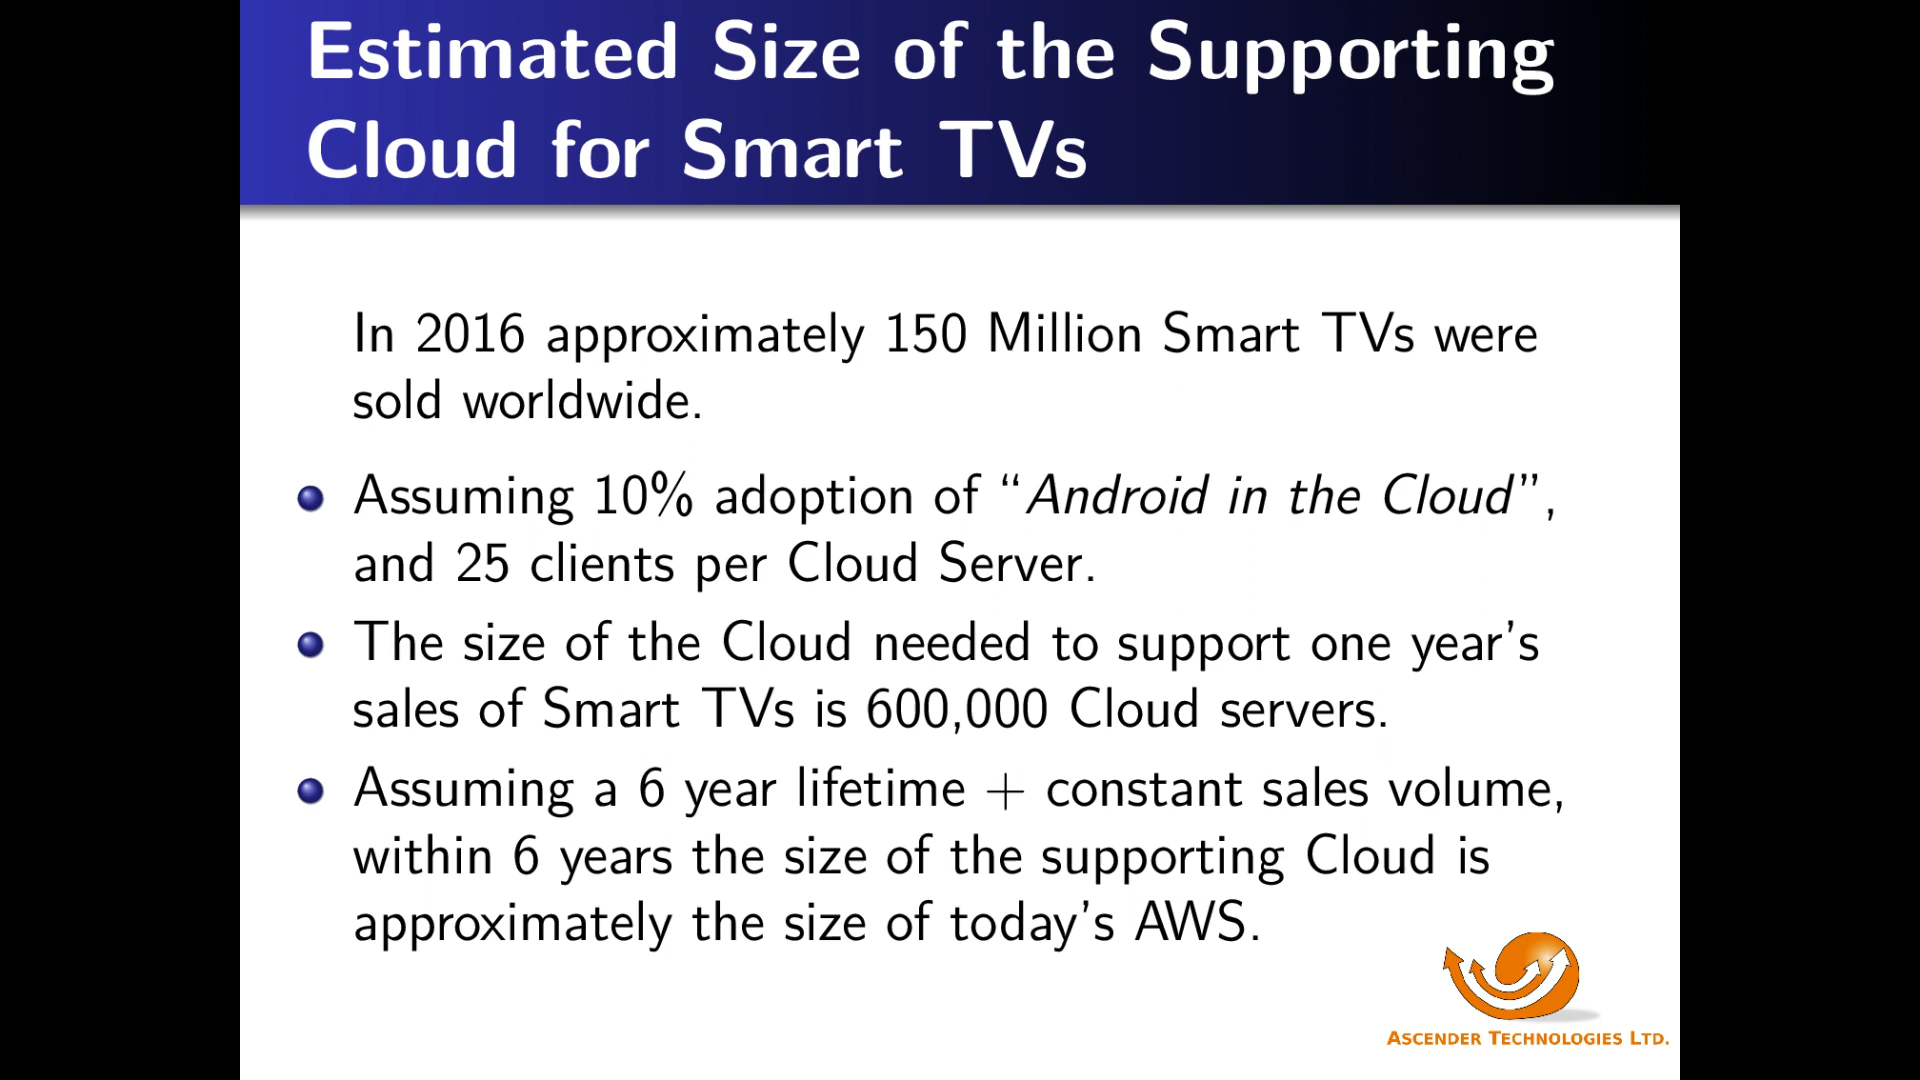 Estimated Size of the Supporting
Cloud for Smart TVs
In 2016 approximately 150 Million Smart TVs were
sold worldwide.
Assuming 10% adoption of “Android in the Cloud”,
and 25 clients per Cloud Server.
The size of the Cloud needed to support one year’s
sales of Smart TVs is 600,000 Cloud servers.
Assuming a 6 year lifetime + constant sales volume,
within 6 years the size of the supporting Cloud is
approximately the size of today’s AWS.
ASCENDER TECHNOLOGIES LTD.